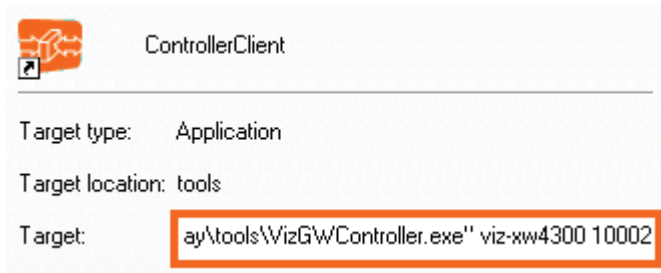 ControllerClient
Target type: Application
Target location: tools
Target: ay\tools\VizGWController.exe" viz-xw4300 10002